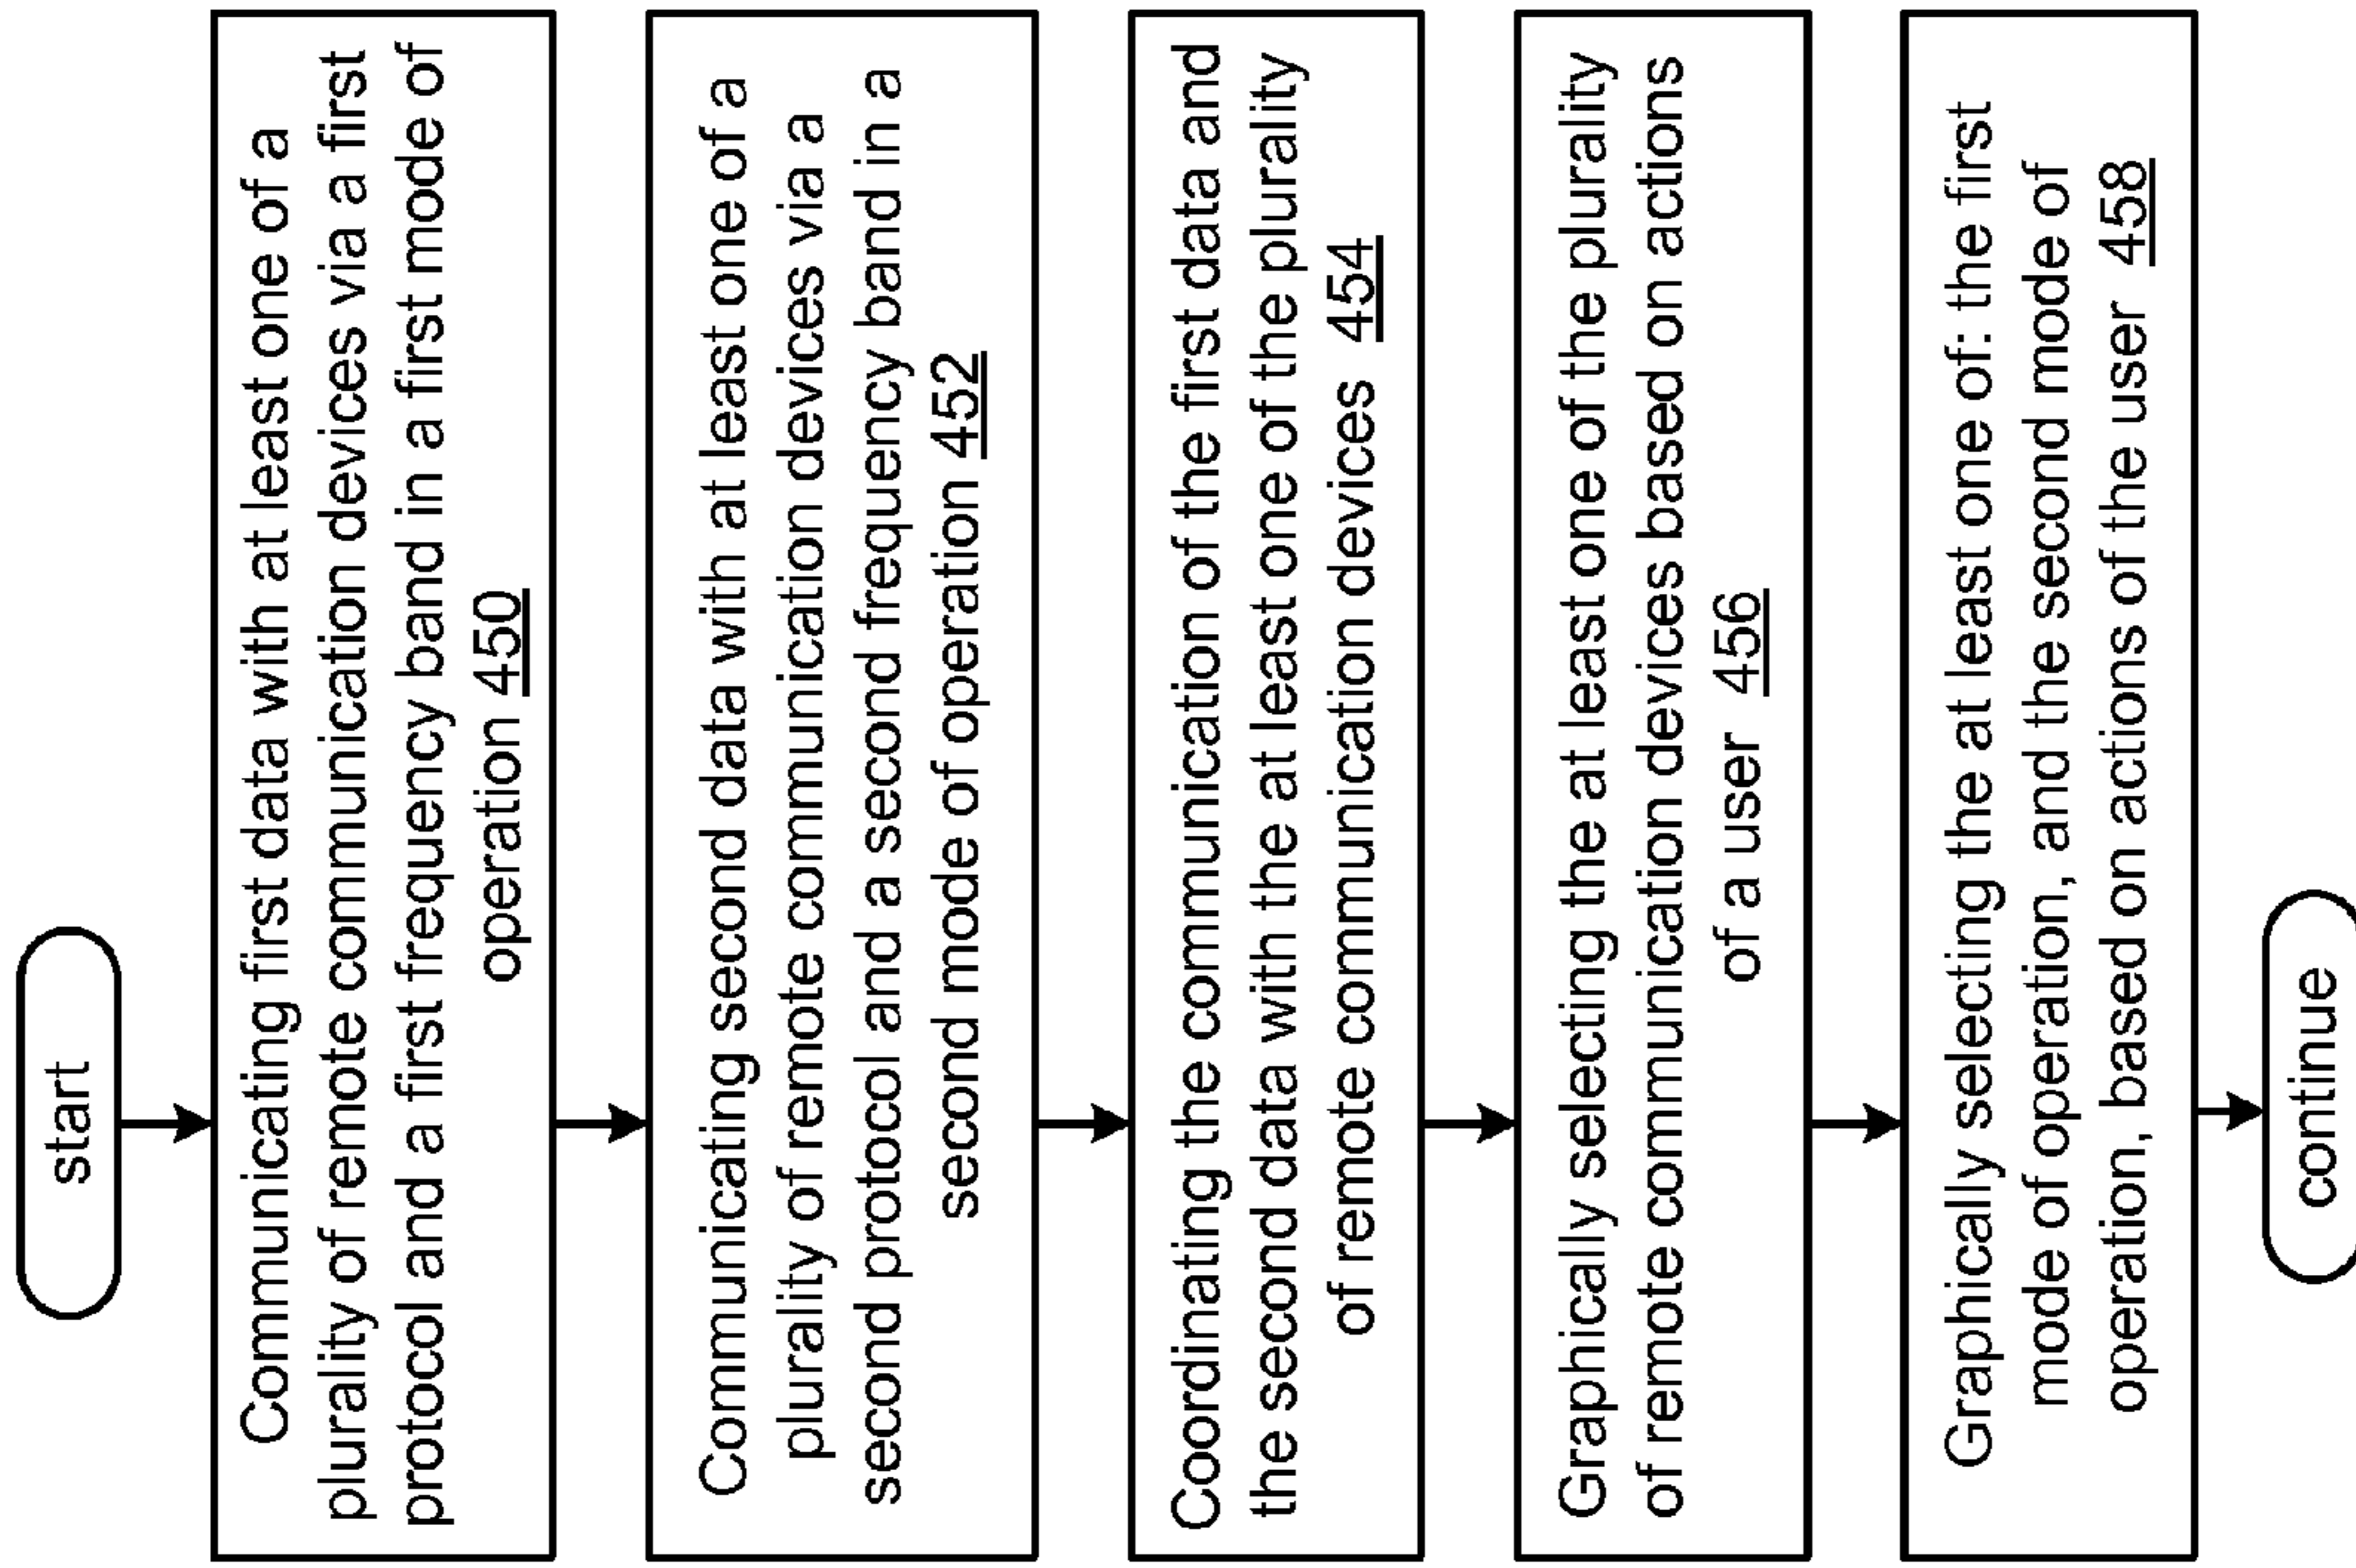 start
Communicating first data with at least one of a
plurality of remote communication devices via a first
protocol and a first frequency band in a first mode of
operation 450
Communicating second data with at least one of a
plurality of remote communication devices via a
second protocol and a second frequency band in a
second mode of operation 452
Coordinating the communication of the first data and
the second data with the at least one of the plurality
of remote communication devices 454
Graphically selecting the at least one of the plurality
of remote communication devices based on actions
of a user 456
Graphically selecting the at least one of: the first
mode of operation, and the second mode of
operation, based on actions of the user 458
continue